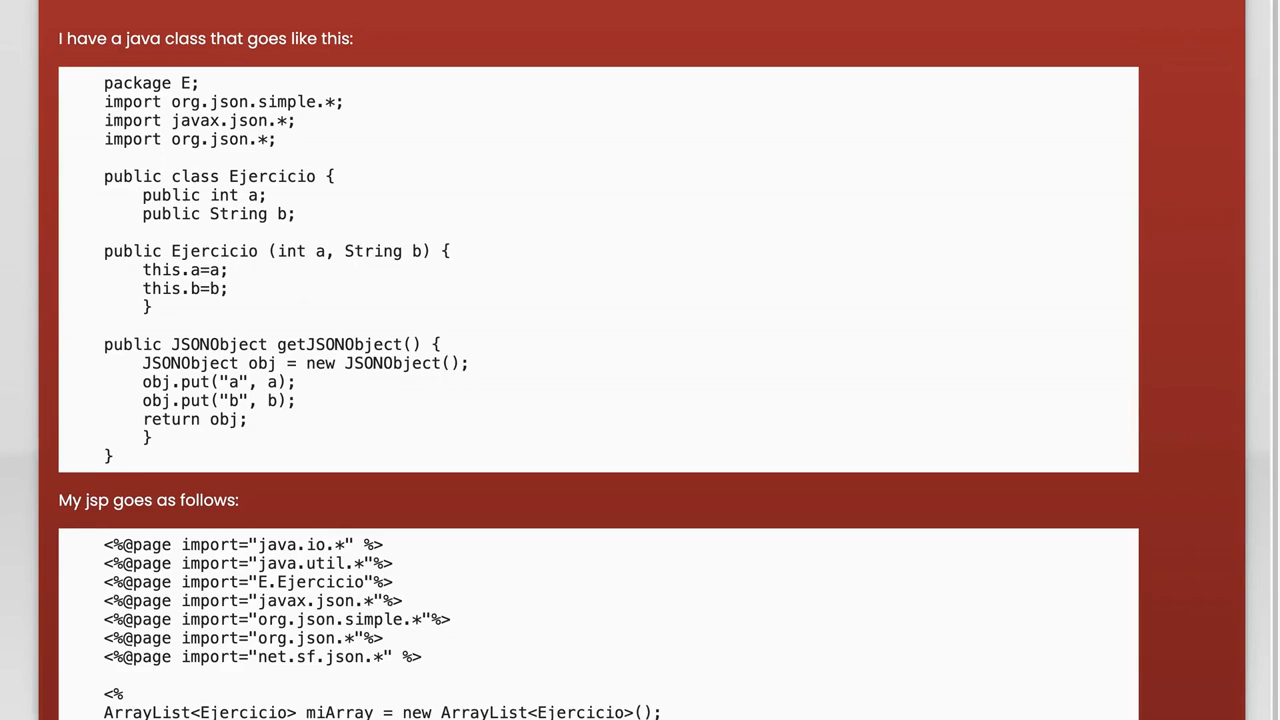 I have a java class that goes like this:
package E;
import org.json.simple.*;
import javax.json.*;
import org.json.*;
public class Ejercicio {
public int a;
public String b;
public Ejercicio (int a, String b) {
this.a=a;
this.b=b;
}
public JSONObject getJSONObject() {
JSONObject obj = new JSONObject();
obj.put("a", a);
obj.put("b", b);
return obj;
}
}
My jsp goes as follows:
<%@page import="java.io.*" %>
<%@page import="java.util.*"%>
<%@page import="E.Ejercicio"%>
<%@page import="javax.json.*"%>
<%@page import="org.json.simple.*"%>
<%@page import="org.json.*"%>
<%@page import="net.sf.json.*" %>
<%
ArrayList<Ejercicio> miArray = new ArrayList<Ejercicio>();